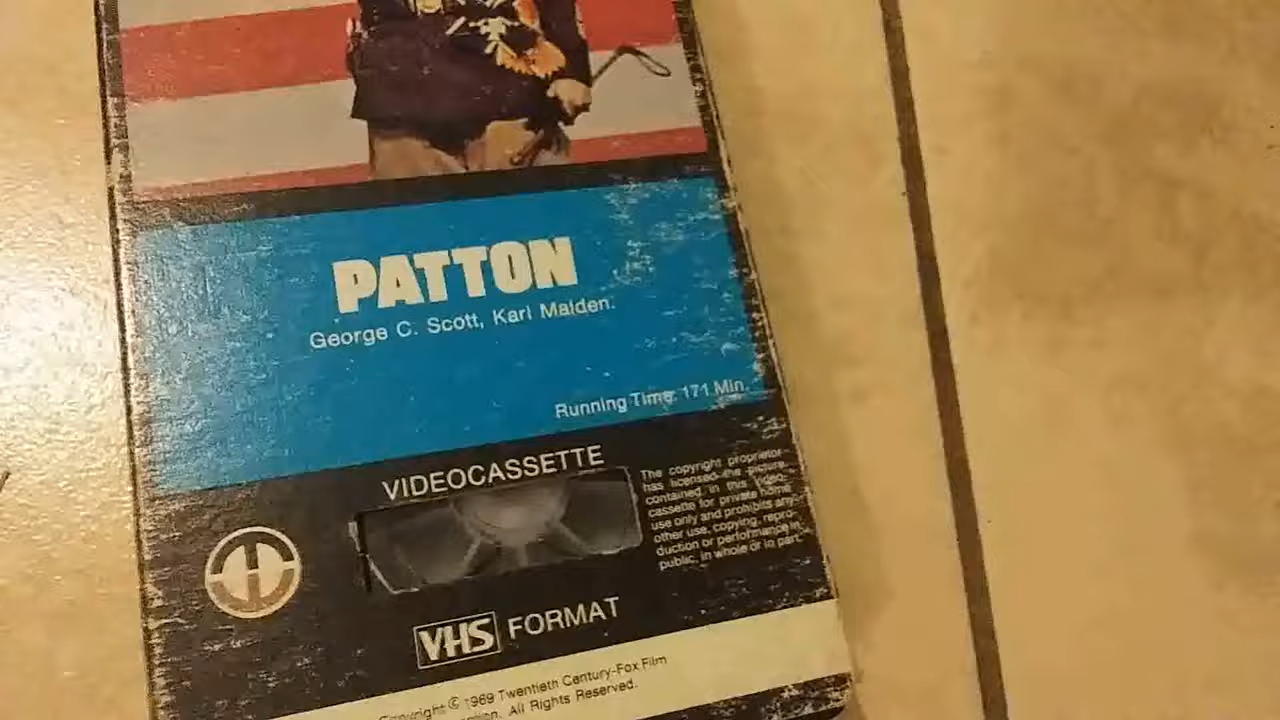 PATTON
George C. Scott, Karl Malden.
Running Time: 171 Min.
VIDEOCASSETTE
The copyright proprietor
has licensed the picture
contained in this video-
cassette for private home
use only and prohibits any
other use, copying, repro-
duction or performance in
public, in whole or in part.
VHS FORMAT
Copyright © 1969 Twentieth Century-Fox Film
All Rights Reserved.